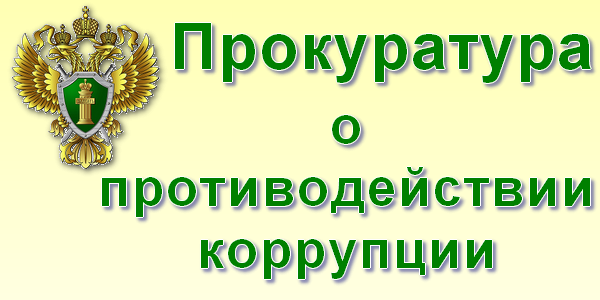 Прокуратура
о
противодействии
коррупции